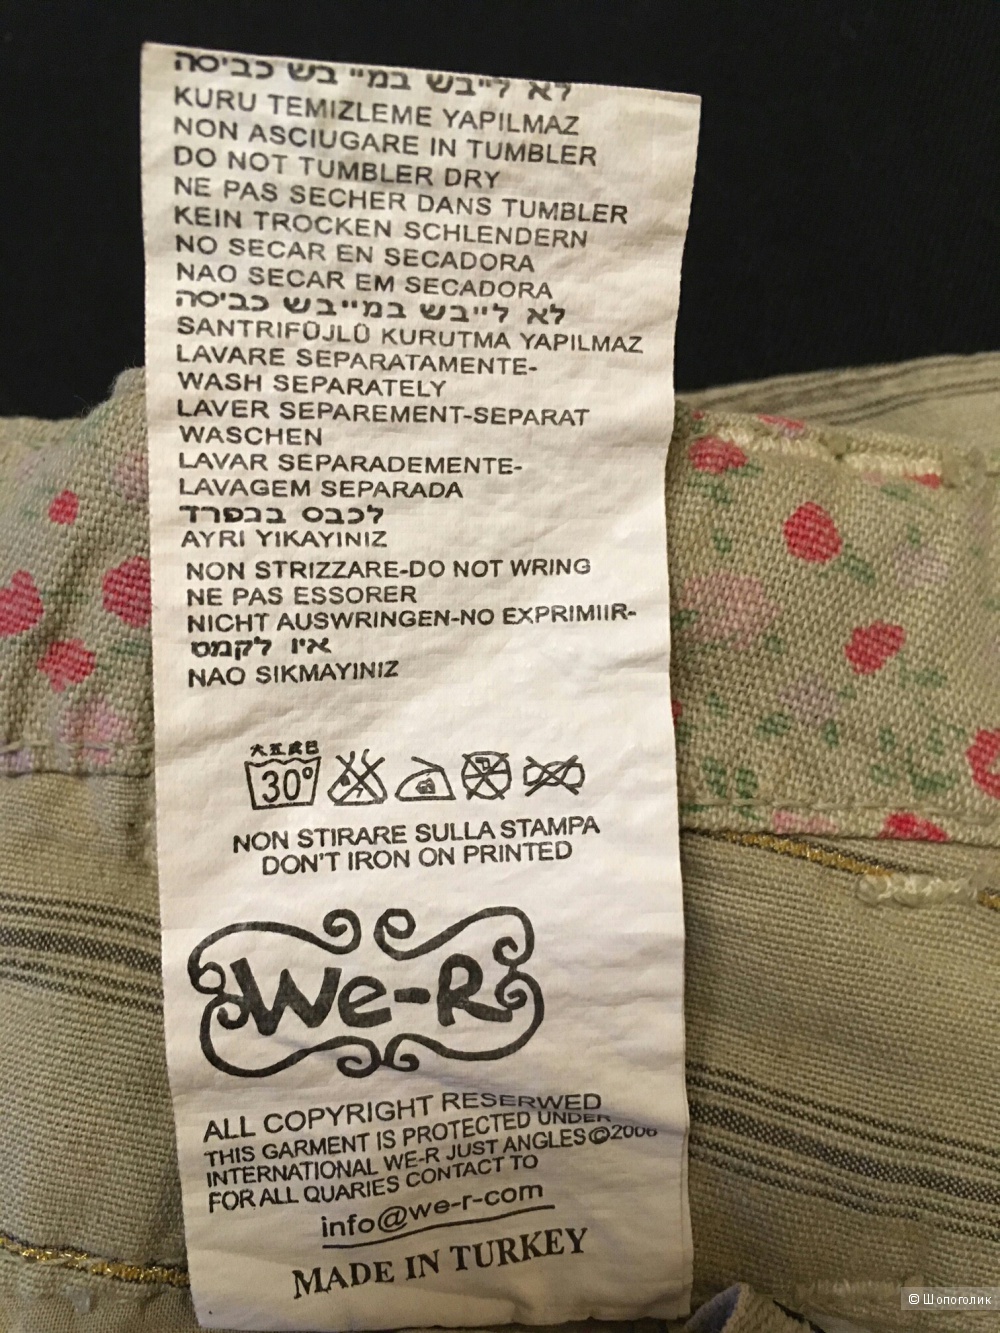 לא לייבש במייבש כביסה
KURU TEMIZLEME YAPILMAZ
NON ASCIUGARE IN TUMBLER
DO NOT TUMBLER DRY
NE PAS SECHER DANS TUMBLER
KEIN TROCKEN SCHLENDERN
NO SECAR EN SECADORA
NAO SECAR EM SECADORA
לא לייבש במייבש כביסה
SANTRIFÜJLÜ KURUTMA YAPILMAZ
LAVARE SEPARATAMENTE-
WASH SEPARATELY
LAVER SEPAREMENT-SEPARAT
WASCHEN
LAVAR SEPARADEMENTE-
LAVAGEM SEPARADA
לכבס בנפרד
AYRI YIKAYINIZ
NON STRIZZARE-DO NOT WRING
NE PAS ESSORER
NICHT AUSWRINGEN-NO EXPRIMIIR-
אין לקמט
NAO SIKMAYINIZ
30°
NON STIRARE SULLA STAMPA
DON'T IRON ON PRINTED
We-R
ALL COPYRIGHT RESERWED
THIS GARMENT IS PROTECTED UNDER
INTERNATIONAL WE-R JUST ANGLES©2006
FOR ALL QUARIES CONTACT TO
info@we-r-com
MADE IN TURKEY
© Шопоголик